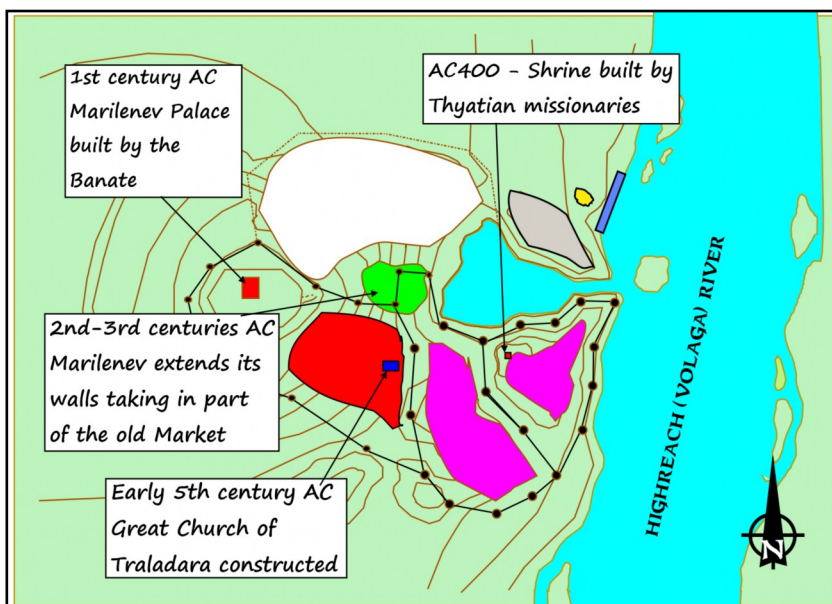 1st century AC
Marilenev Palace
built by the
Banate
AC400 - Shrine built by
Thyatian missionaries
2nd-3rd centuries AC
Marilenev extends its
walls taking in part
of the old Market
Early 5th century AC
Great Church of
Traladara constructed
HIGHREACH (VOLAGA) RIVER
N